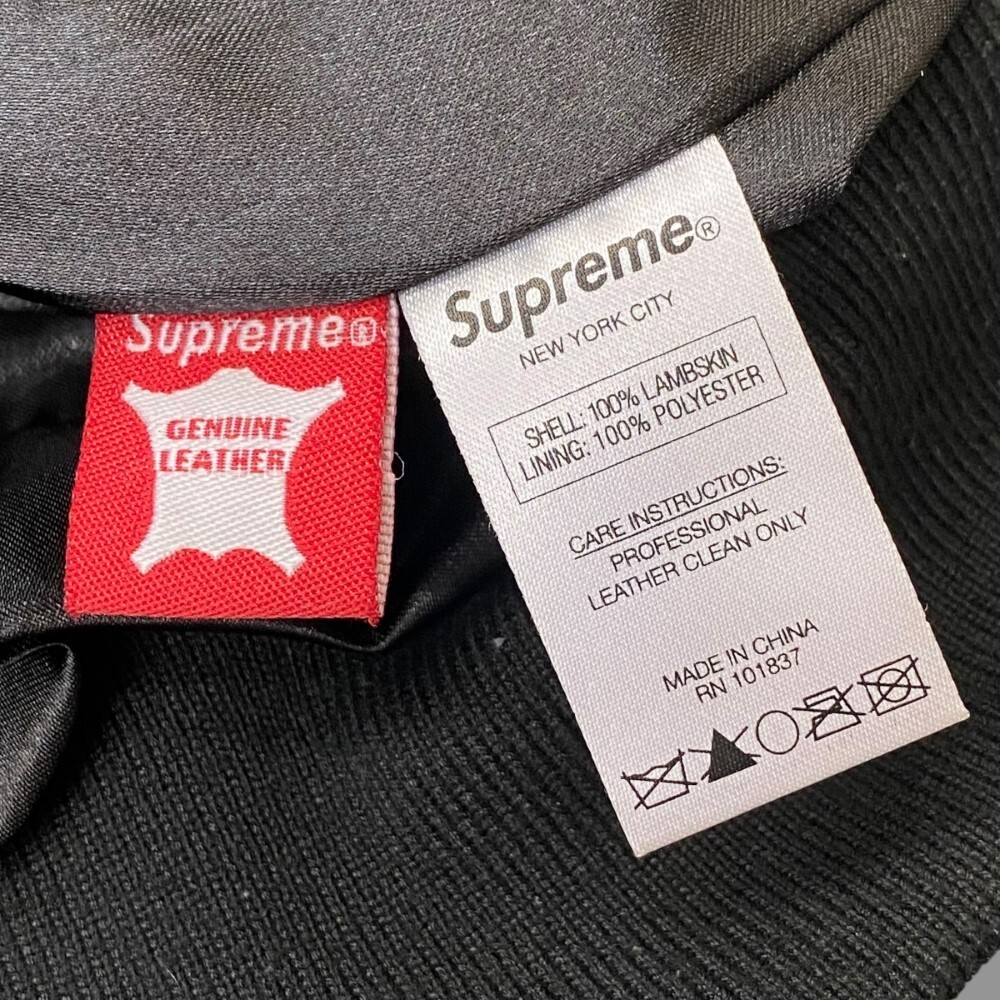 Supreme®
GENUINE
LEATHER
Supreme®
NEW YORK CITY
SHELL: 100% LAMBSKIN
LINING: 100% POLYESTER
CARE INSTRUCTIONS:
PROFESSIONAL
LEATHER CLEAN ONLY
MADE IN CHINA
RN 101837